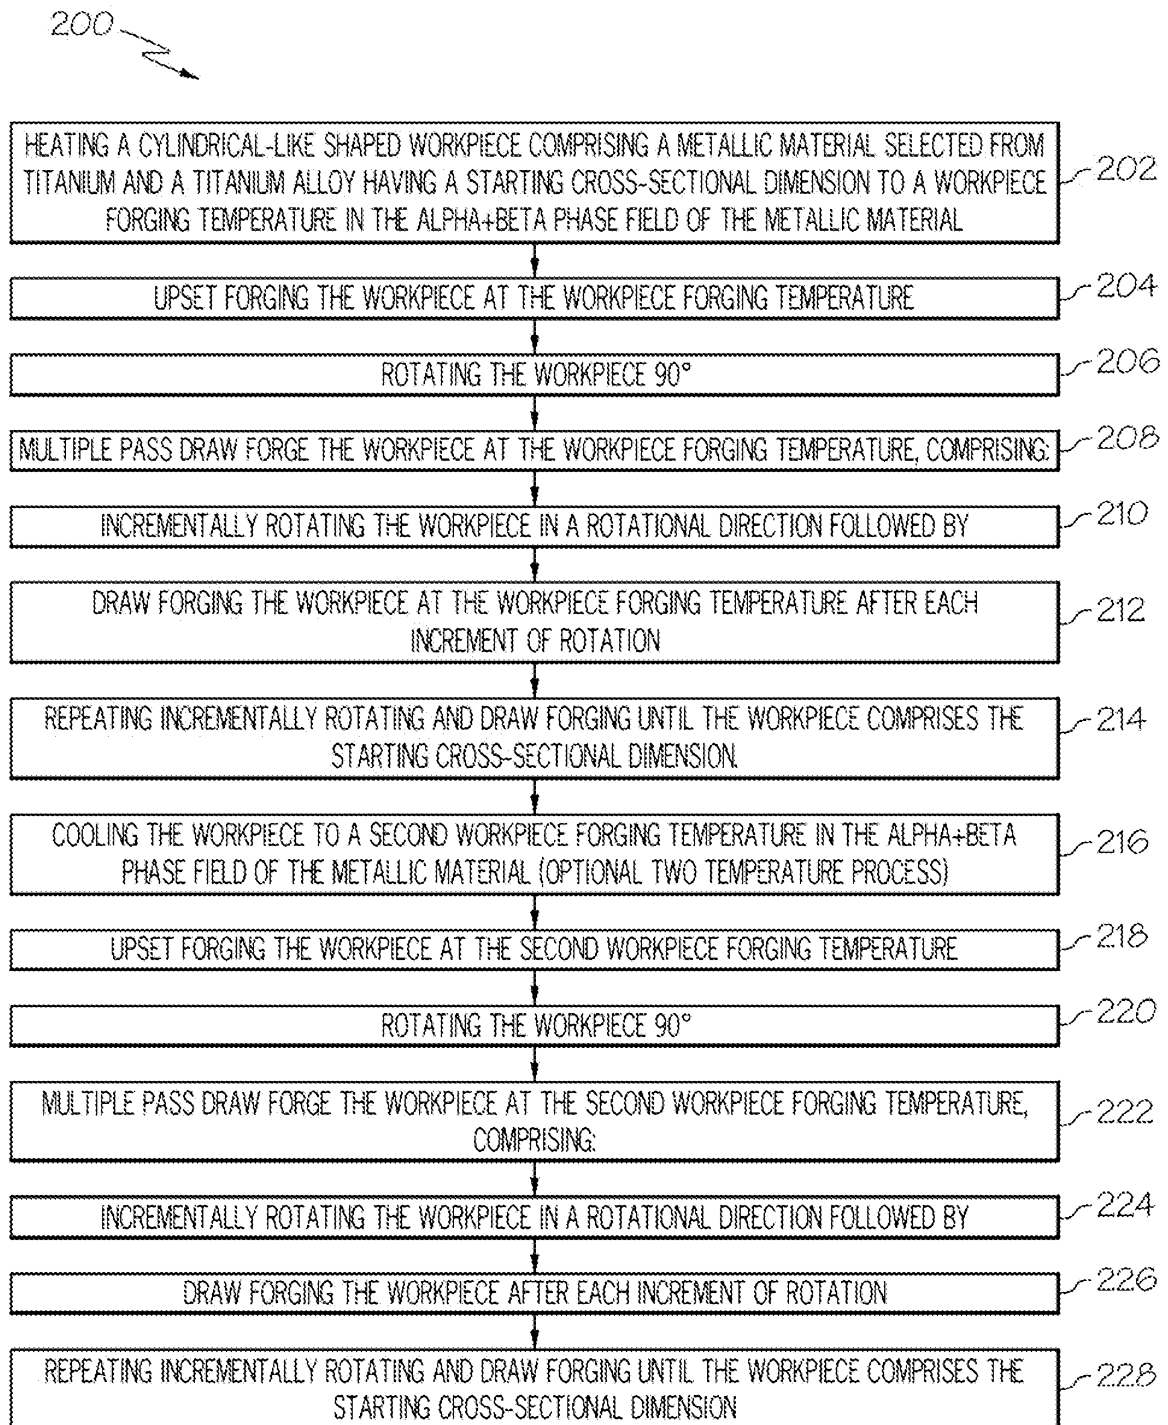 200
HEATING A CYLINDRICAL-LIKE SHAPED WORKPIECE COMPRISING A METALLIC MATERIAL SELECTED FROM
TITANIUM AND A TITANIUM ALLOY HAVING A STARTING CROSS-SECTIONAL DIMENSION TO A WORKPIECE
FORGING TEMPERATURE IN THE ALPHA+BETA PHASE FIELD OF THE METALLIC MATERIAL
202
UPSET FORGING THE WORKPIECE AT THE WORKPIECE FORGING TEMPERATURE
204
ROTATING THE WORKPIECE 90°
206
MULTIPLE PASS DRAW FORGE THE WORKPIECE AT THE WORKPIECE FORGING TEMPERATURE, COMPRISING:
208
INCREMENTALLY ROTATING THE WORKPIECE IN A ROTATIONAL DIRECTION FOLLOWED BY
210
DRAW FORGING THE WORKPIECE AT THE WORKPIECE FORGING TEMPERATURE AFTER EACH
INCREMENT OF ROTATION
212
REPEATING INCREMENTALLY ROTATING AND DRAW FORGING UNTIL THE WORKPIECE COMPRISES THE
STARTING CROSS-SECTIONAL DIMENSION.
214
COOLING THE WORKPIECE TO A SECOND WORKPIECE FORGING TEMPERATURE IN THE ALPHA+BETA
PHASE FIELD OF THE METALLIC MATERIAL (OPTIONAL TWO TEMPERATURE PROCESS)
216
UPSET FORGING THE WORKPIECE AT THE SECOND WORKPIECE FORGING TEMPERATURE
218
ROTATING THE WORKPIECE 90°
220
MULTIPLE PASS DRAW FORGE THE WORKPIECE AT THE SECOND WORKPIECE FORGING TEMPERATURE,
COMPRISING:
222
INCREMENTALLY ROTATING THE WORKPIECE IN A ROTATIONAL DIRECTION FOLLOWED BY
224
DRAW FORGING THE WORKPIECE AFTER EACH INCREMENT OF ROTATION
226
REPEATING INCREMENTALLY ROTATING AND DRAW FORGING UNTIL THE WORKPIECE COMPRISES THE
STARTING CROSS-SECTIONAL DIMENSION
228